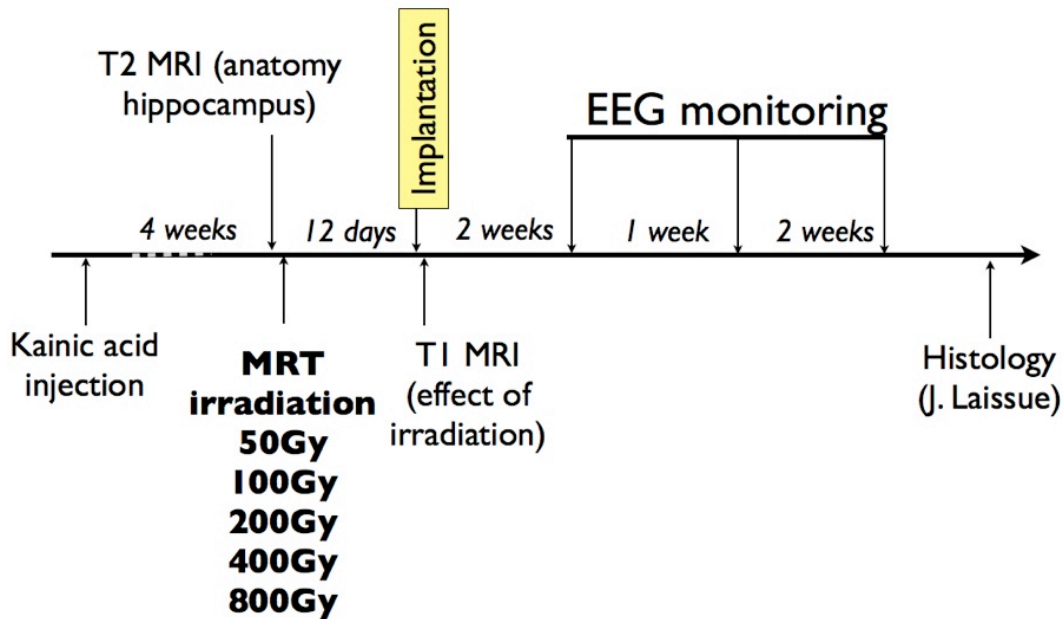 T2 MRI (anatomy
hippocampus)
Implantation
EEG monitoring
4 weeks
12 days
2 weeks
1 week
2 weeks
Kainic acid
injection
MRT
irradiation
50Gy
100Gy
200Gy
400Gy
800Gy
T1 MRI
(effect of
irradiation)
Histology
(J. Laissue)